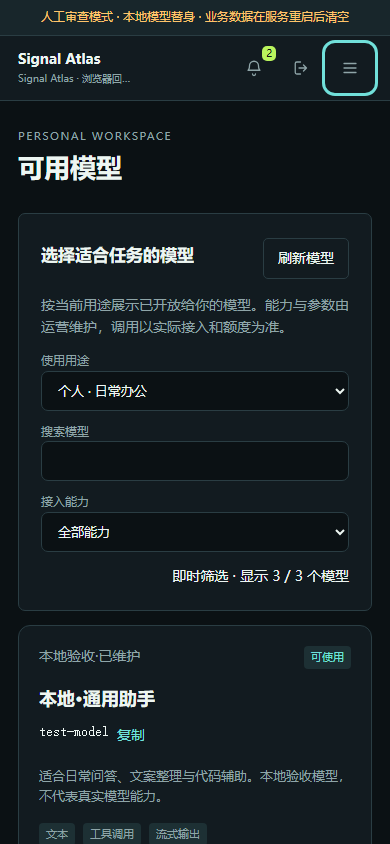 人工审查模式 · 本地模型替身 · 业务数据在服务重启后清空
Signal Atlas
2
Signal Atlas · 浏览器回...
PERSONAL WORKSPACE
可用模型
选择适合任务的模型
刷新模型
按当前用途展示已开放给你的模型。能力与参数由
运营维护，调用以实际接入和额度为准。
使用用途
个人 · 日常办公
搜索模型
接入能力
全部能力
即时筛选 · 显示 3 / 3 个模型
本地验收·已维护
可使用
本地·通用助手
test-model 复制
适合日常问答、文案整理与代码辅助。本地验收模型，
不代表真实模型能力。
文本 工具调用 流式输出